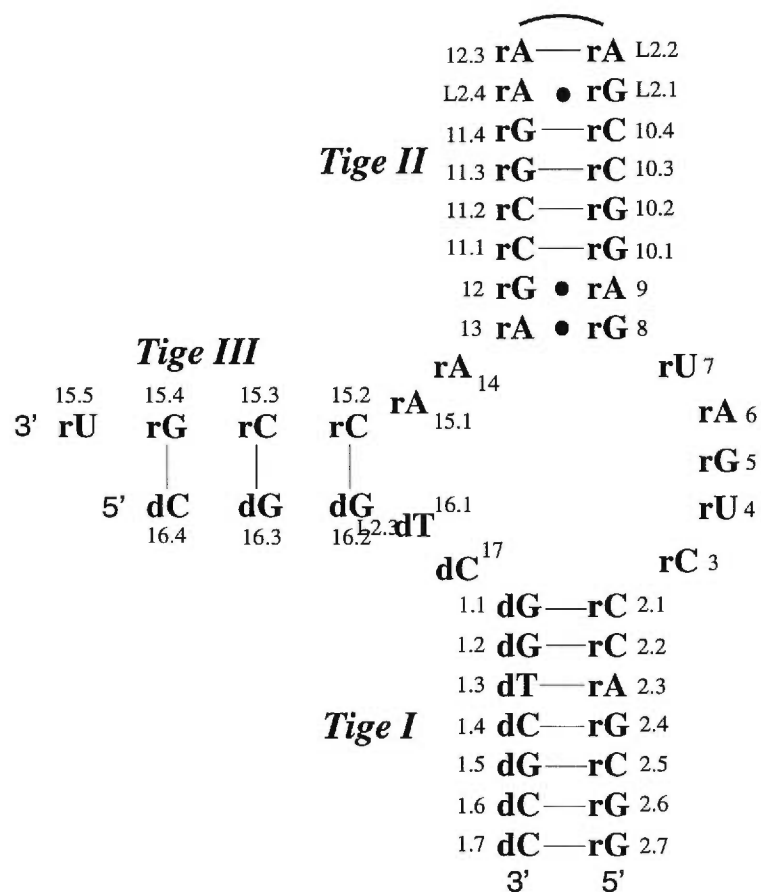 12.3 rA rA L2.2
L2.4 rA rG L2.1
11.4 rG rC 10.4
Tige II
11.3 rG rC 10.3
11.2 rC rG 10.2
11.1 rC rG 10.1
12 rG rA 9
13 rA rG 8
Tige III
rA 14
rU 7
15.5 15.4 15.3 15.2
rA 15.1
rA 6
3' rU rG rC rC
rG 5
5' dC dG dG
16.4 16.3 16.2
L2.3
dT 16.1
rU 4
dC 17
rC 3
1.1 dG rC 2.1
1.2 dG rC 2.2
1.3 dT rA 2.3
Tige I
1.4 dC rG 2.4
1.5 dG rC 2.5
1.6 dC rG 2.6
1.7 dC rG 2.7
3' 5'